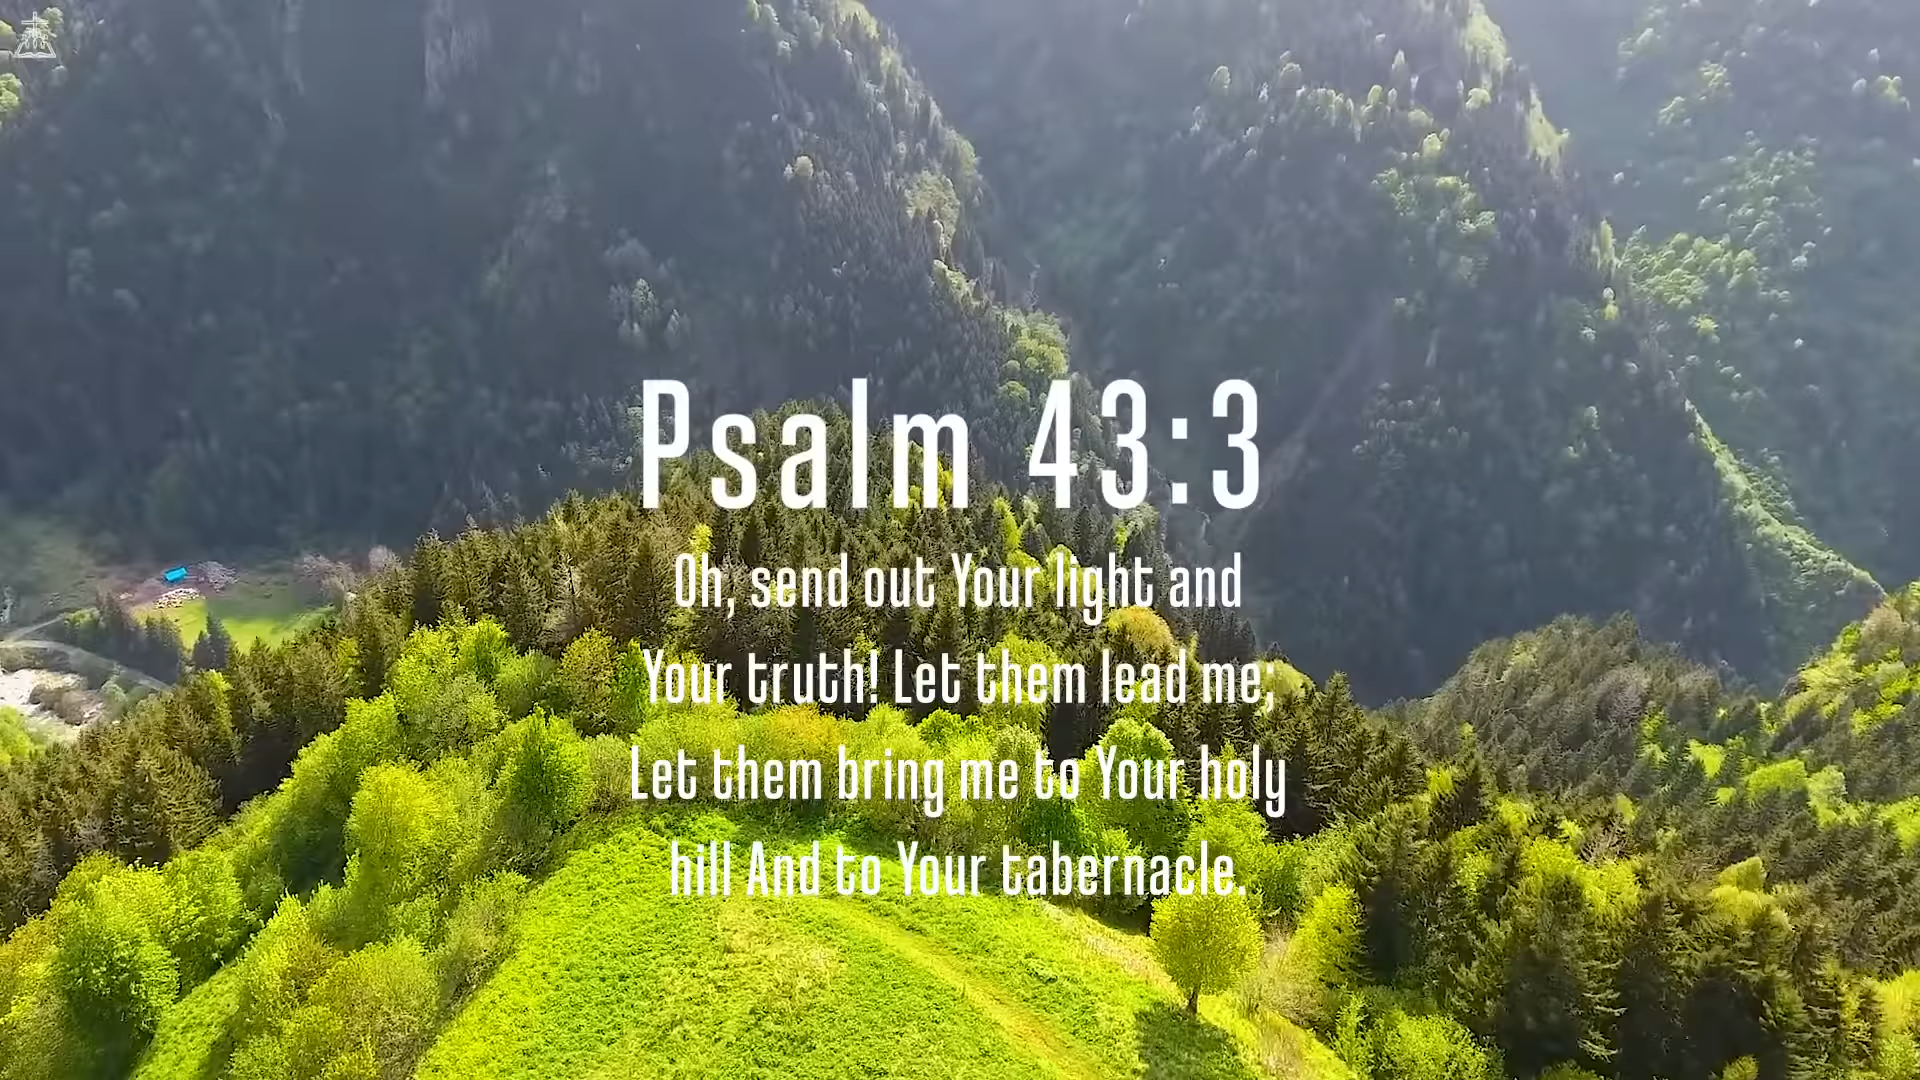 Psalm 43:3
Oh, send out Your light and
Your truth! Let them lead me;
Let them bring me to Your holy
hill And to Your tabernacle.